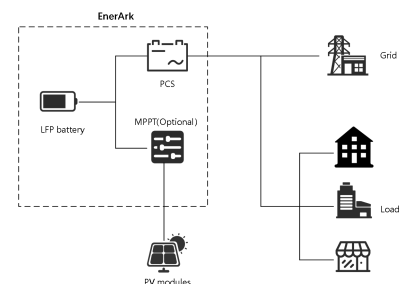 EnerArk
Grid
PCS
LFP battery
MPPT(Optional)
Load
PV modules